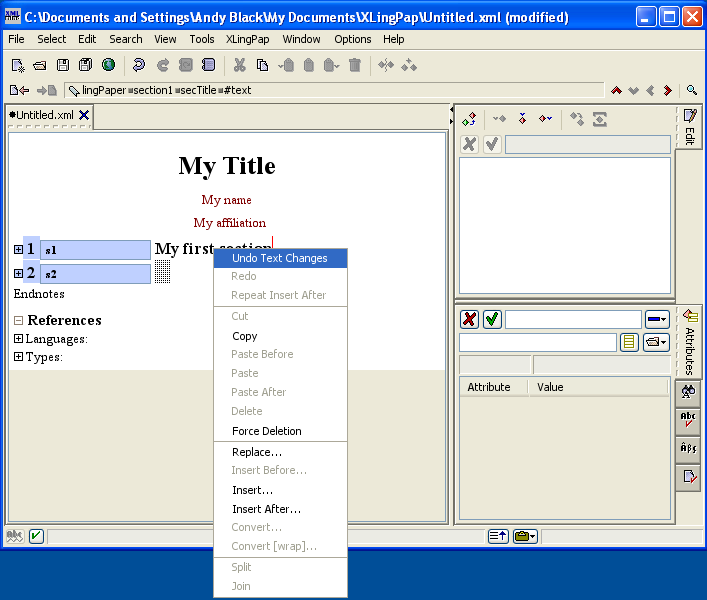 C:\Documents and Settings\Andy Black\My Documents\XLingPap\Untitled.xml (modified)
File Select Edit Search View Tools XLingPap Window Options Help
lingPaper section1 secTitle #text
Untitled.xml
Edit
My Title
My name
My affiliation
1 s1 My first section
2 s2
Endnotes
References
Languages:
Types:
Undo Text Changes
Redo
Repeat Insert After
Cut
Copy
Paste Before
Paste
Paste After
Delete
Force Deletion
Replace...
Insert Before...
Insert...
Insert After...
Convert...
Convert [wrap]...
Split
Join
Attributes
Attribute Value
Abc
Abc